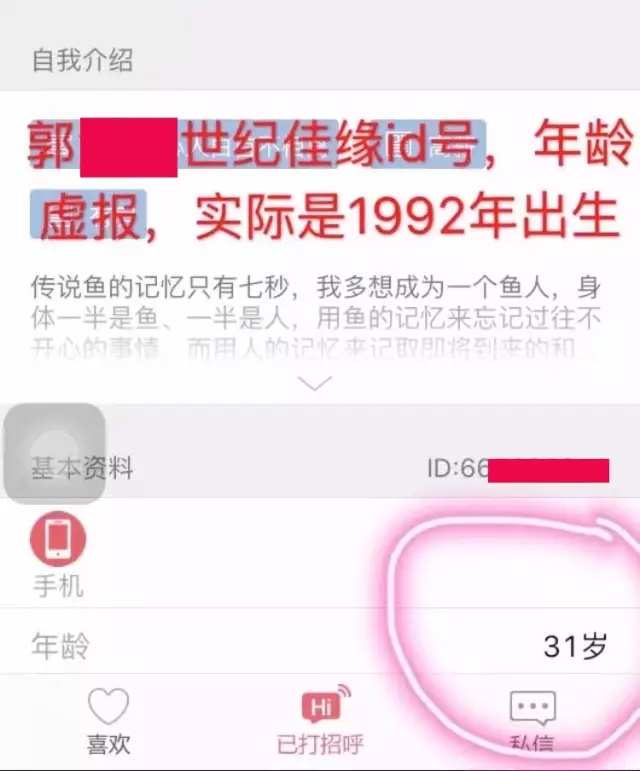 自我介绍
郭 世纪佳缘id号，年龄
虚报，实际是1992年出生
传说鱼的记忆只有七秒，我多想成为一个鱼人，身
体一半是鱼、一半是人，用鱼的记忆来忘记过往不
开心的事情，而用人的记忆来记取即将到来的和...
基本资料
ID:66
手机
年龄
31岁
喜欢
Hi
已打招呼
私信